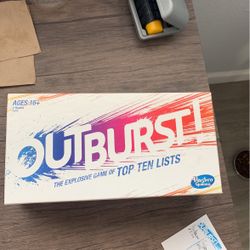 AGES: 16+
OUTBURST!
THE EXPLOSIVE GAME OF TOP TEN LISTS
Hasbro
Gaming